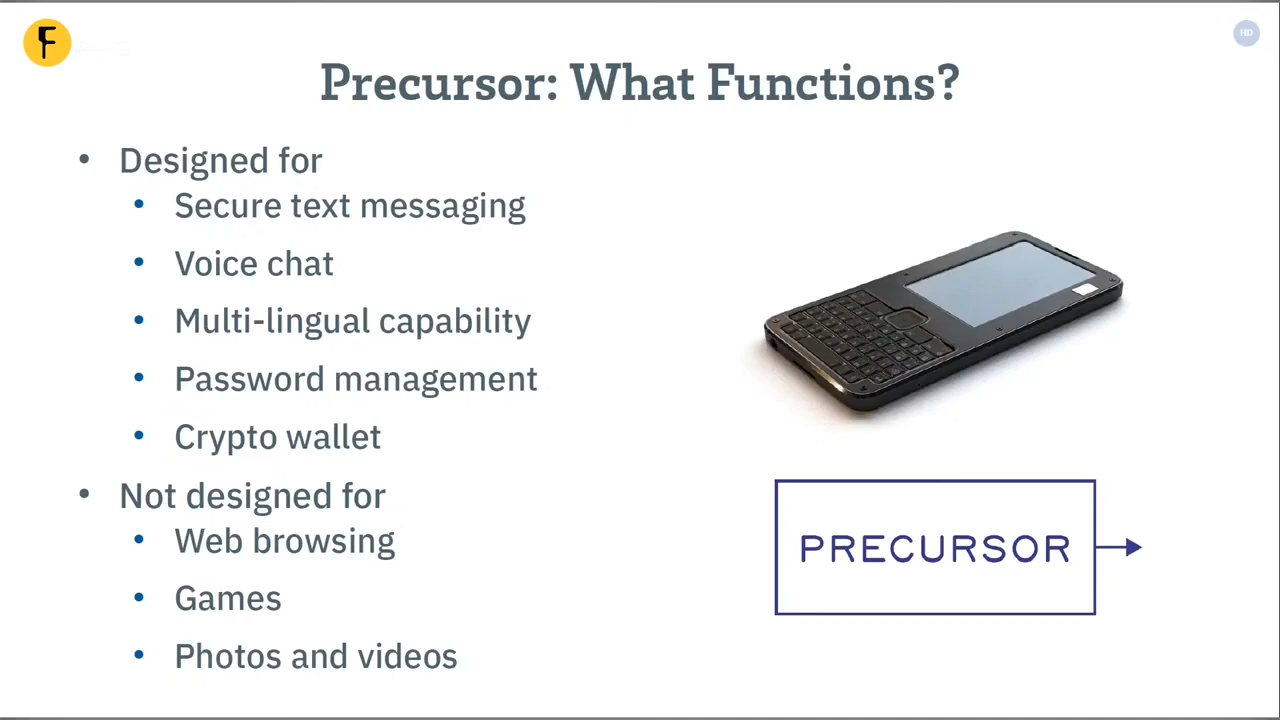 Precursor: What Functions?
HD
• Designed for
• Secure text messaging
• Voice chat
• Multi-lingual capability
• Password management
• Crypto wallet
• Not designed for
• Web browsing
• Games
• Photos and videos
PRECURSOR